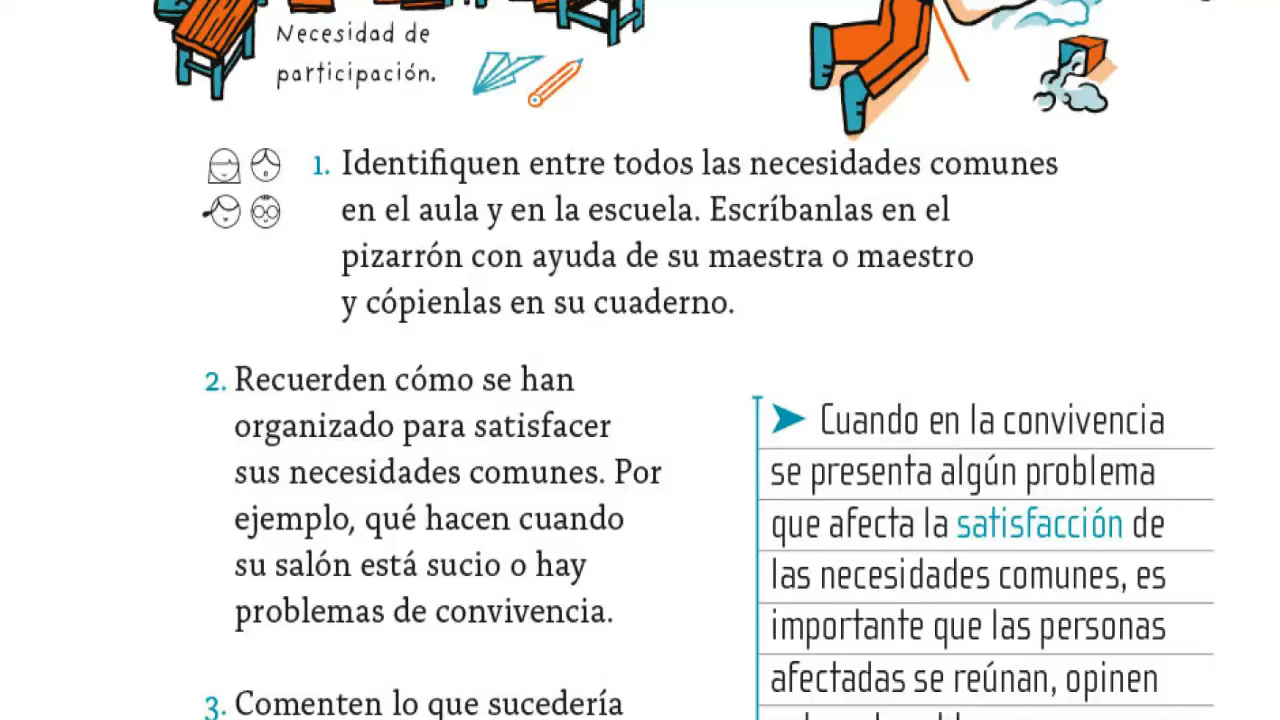 Necesidad de
participación.
1. Identifiquen entre todos las necesidades comunes
en el aula y en la escuela. Escríbanlas en el
pizarrón con ayuda de su maestra o maestro
y cópienlas en su cuaderno.
2. Recuerden cómo se han
organizado para satisfacer
sus necesidades comunes. Por
ejemplo, qué hacen cuando
su salón está sucio o hay
problemas de convivencia.
3. Comenten lo que sucedería
➤ Cuando en la convivencia
se presenta algún problema
que afecta la satisfacción de
las necesidades comunes, es
importante que las personas
afectadas se reúnan, opinen